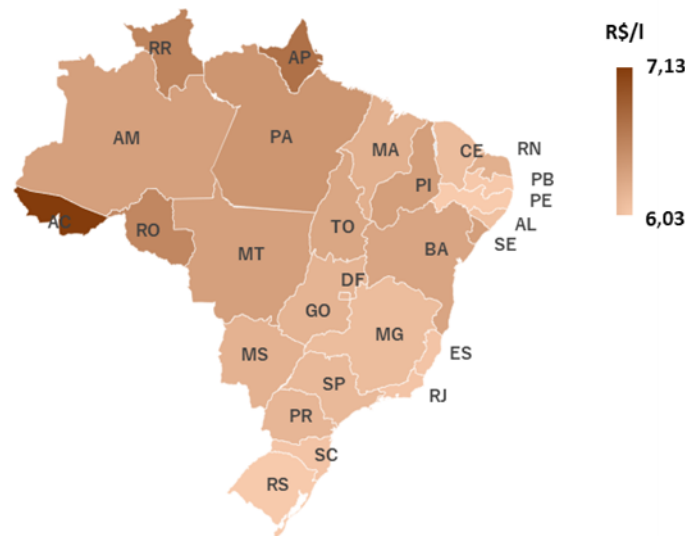 RR
AP
R$/l
7,13
6,03
AM
PA
MA
CE
RN
PI
PB
PE
AC
RO
TO
AL
BA
SE
MT
DF
GO
MG
MS
ES
SP
RJ
PR
SC
RS